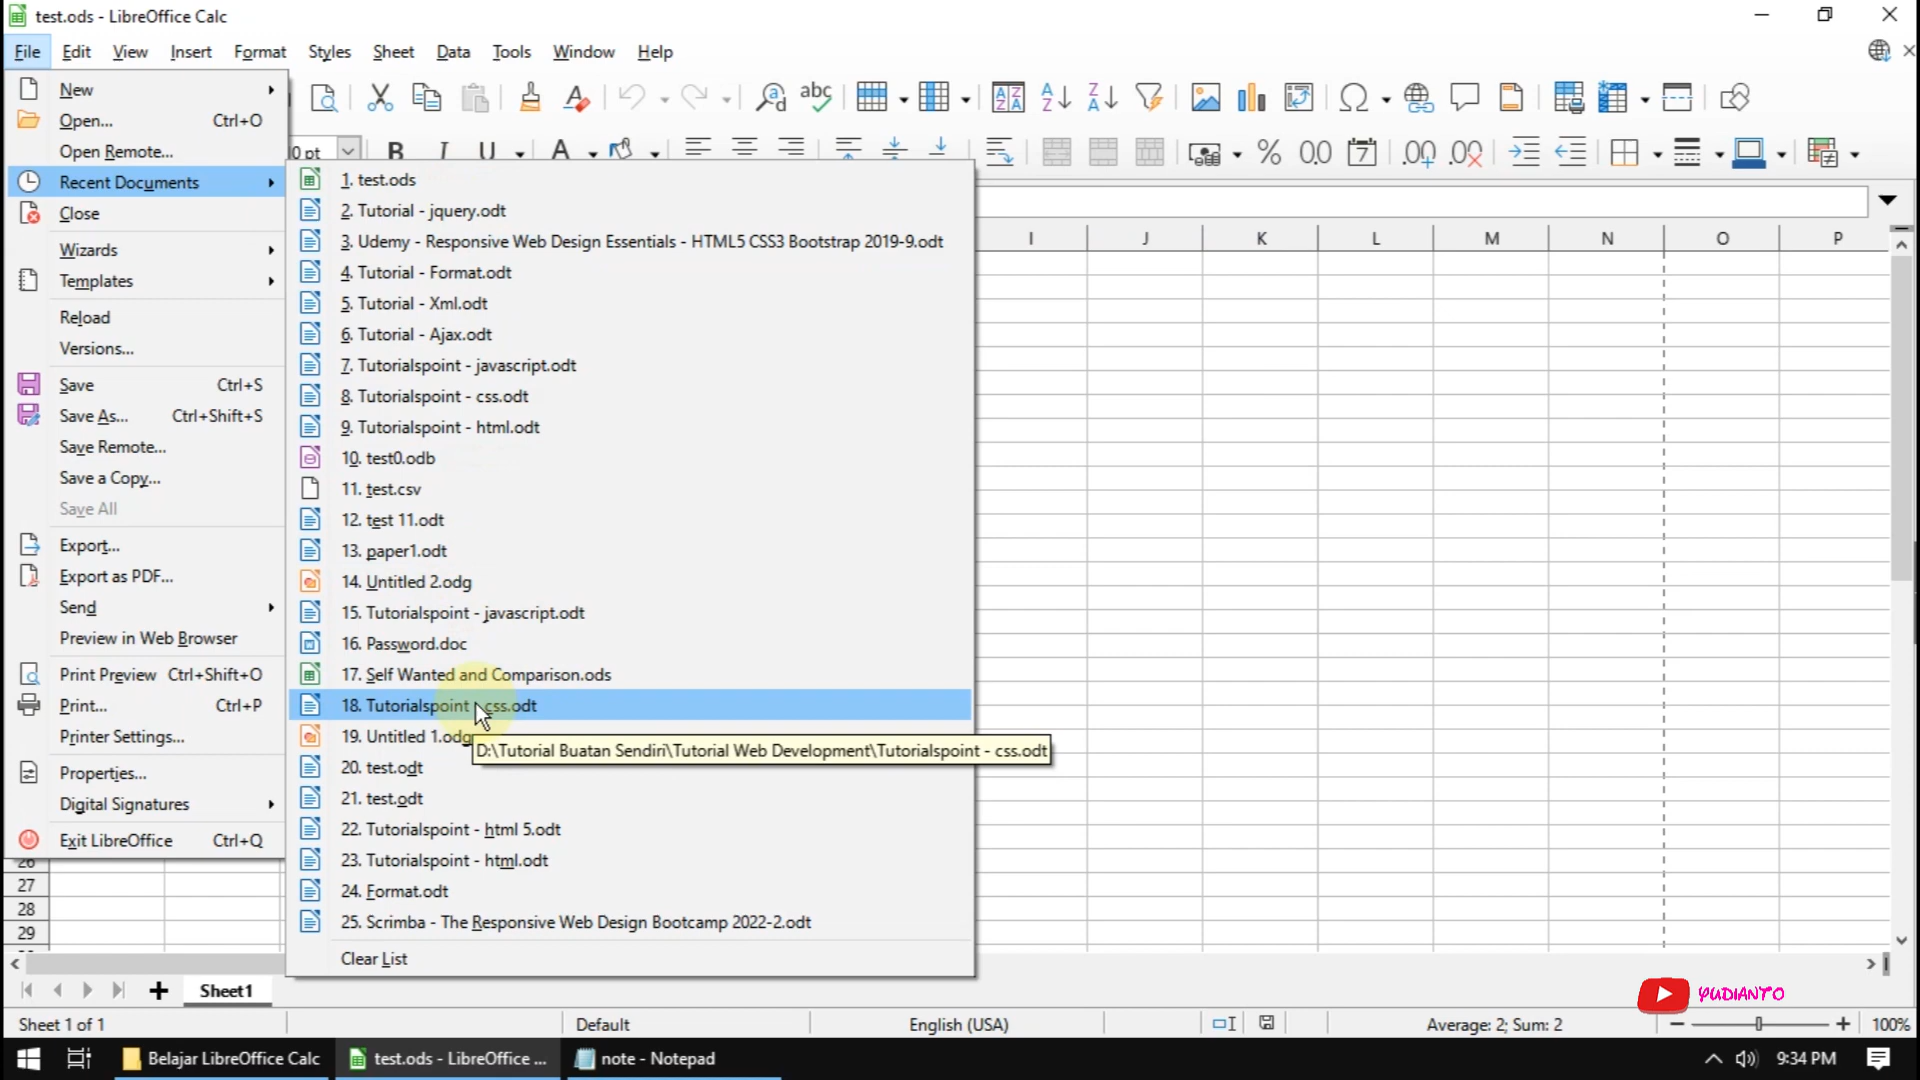 test.ods - LibreOffice Calc
File Edit View Insert Format Styles Sheet Data Tools Window Help
New
Open... Ctrl+O
Open Remote...
Recent Documents
Close
Wizards
Templates
Reload
Versions...
Save Ctrl+S
Save As... Ctrl+Shift+S
Save Remote...
Save a Copy...
Save All
Export...
Export as PDF...
Send
Preview in Web Browser
Print Preview Ctrl+Shift+O
Print... Ctrl+P
Printer Settings...
Properties...
Digital Signatures
Exit LibreOffice Ctrl+Q
1. test.ods
2. Tutorial - jquery.odt
3. Udemy - Responsive Web Design Essentials - HTML5 CSS3 Bootstrap 2019-9.odt
4. Tutorial - Format.odt
5. Tutorial - Xml.odt
6. Tutorial - Ajax.odt
7. Tutorialspoint - javascript.odt
8. Tutorialspoint - css.odt
9. Tutorialspoint - html.odt
10. test0.odb
11. test.csv
12. test 11.odt
13. paper1.odt
14. Untitled 2.odg
15. Tutorialspoint - javascript.odt
16. Password.doc
17. Self Wanted and Comparison.ods
18. Tutorialspoint - css.odt
19. Untitled 1.odg
D:\Tutorial Buatan Sendiri\Tutorial Web Development\Tutorialspoint - css.odt
20. test.odt
21. test.odt
22. Tutorialspoint - html 5.odt
23. Tutorialspoint - html.odt
24. Format.odt
25. Scrimba - The Responsive Web Design Bootcamp 2022-2.odt
Clear List
I J K L M N O P
26
27
28
29
Sheet1
YUDIANTO
Sheet 1 of 1 Default English (USA) Average: 2; Sum: 2 100%
Belajar LibreOffice Calc test.ods - LibreOffice ... note - Notepad 9:34 PM